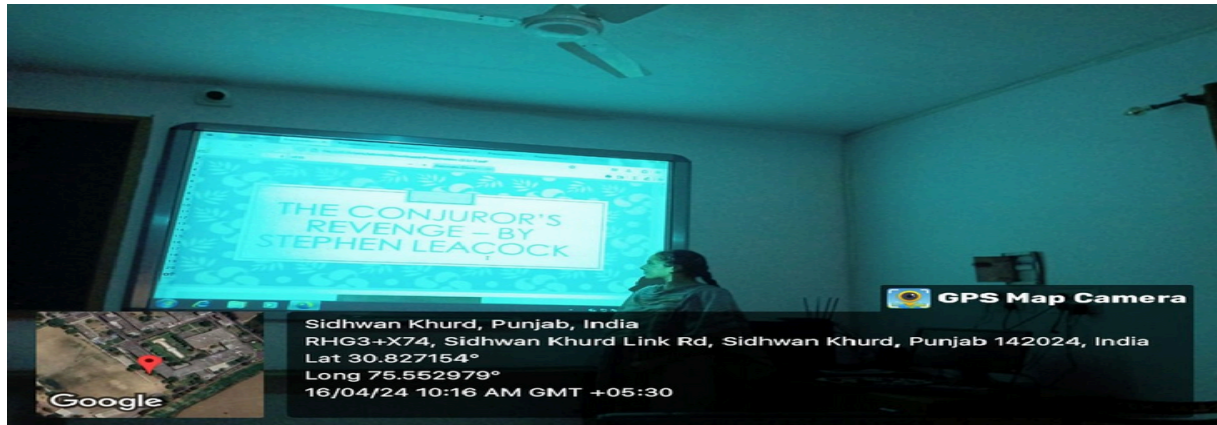 THE CONJUROR'S
REVENGE – BY
STEPHEN LEACOCK
GPS Map Camera
Sidhwan Khurd, Punjab, India
RHG3+X74, Sidhwan Khurd Link Rd, Sidhwan Khurd, Punjab 142024, India
Lat 30.827154°
Long 75.552979°
16/04/24 10:16 AM GMT +05:30
Google